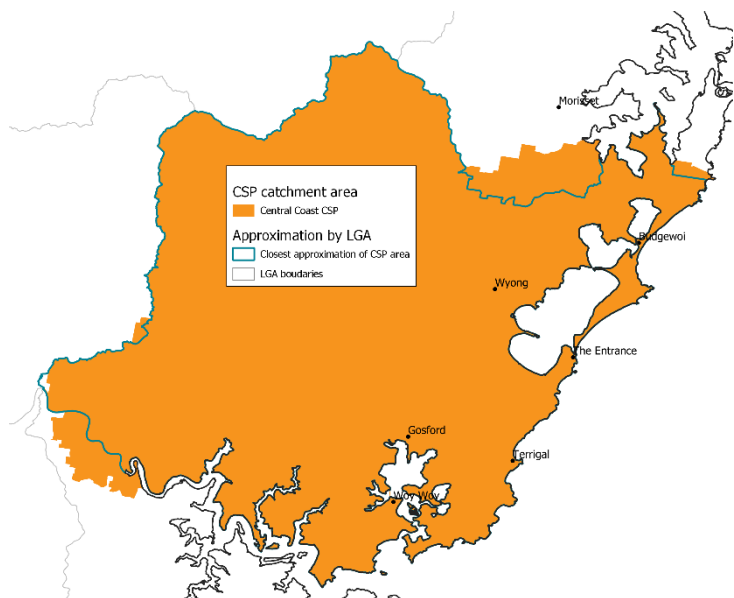 Morisset
CSP catchment area
Central Coast CSP
Approximation by LGA
Closest approximation of CSP area
LGA boudaries
Budgewoi
Wyong
The Entrance
Gosford
Terrigal
Woy Woy